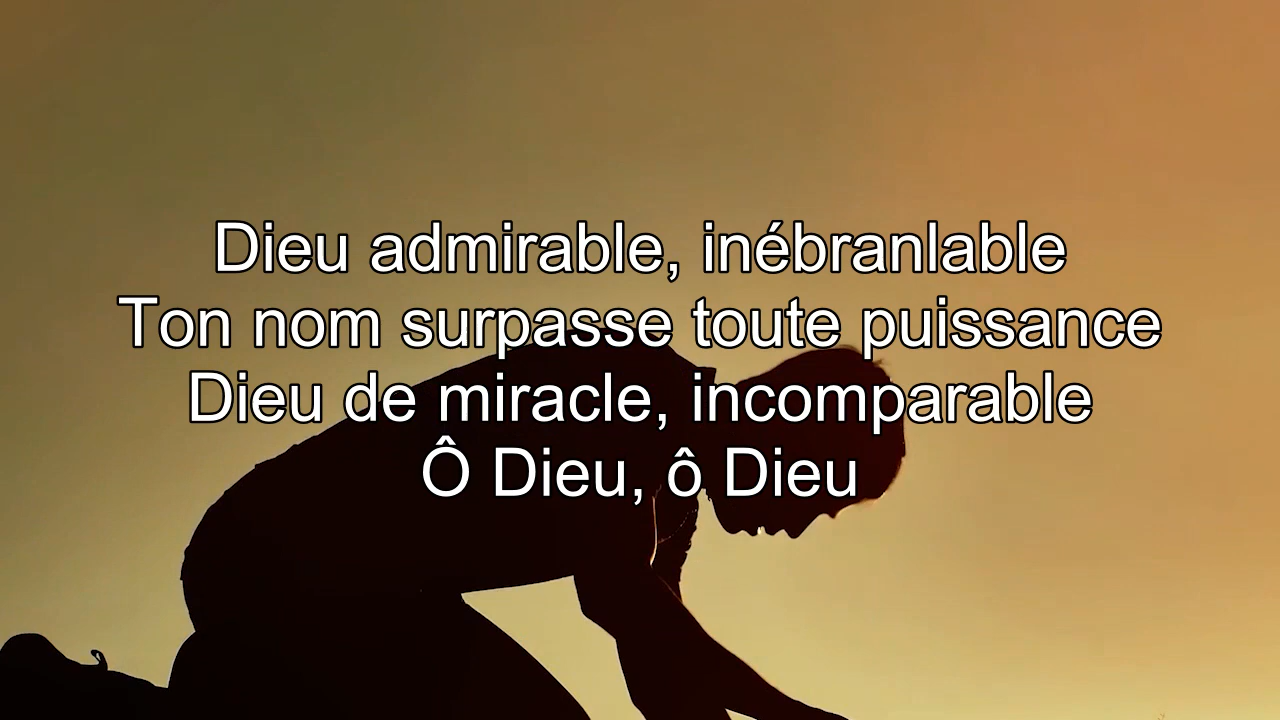 Dieu admirable, inébranlable
Ton nom surpasse toute puissance
Dieu de miracle, incomparable
Ô Dieu, ô Dieu